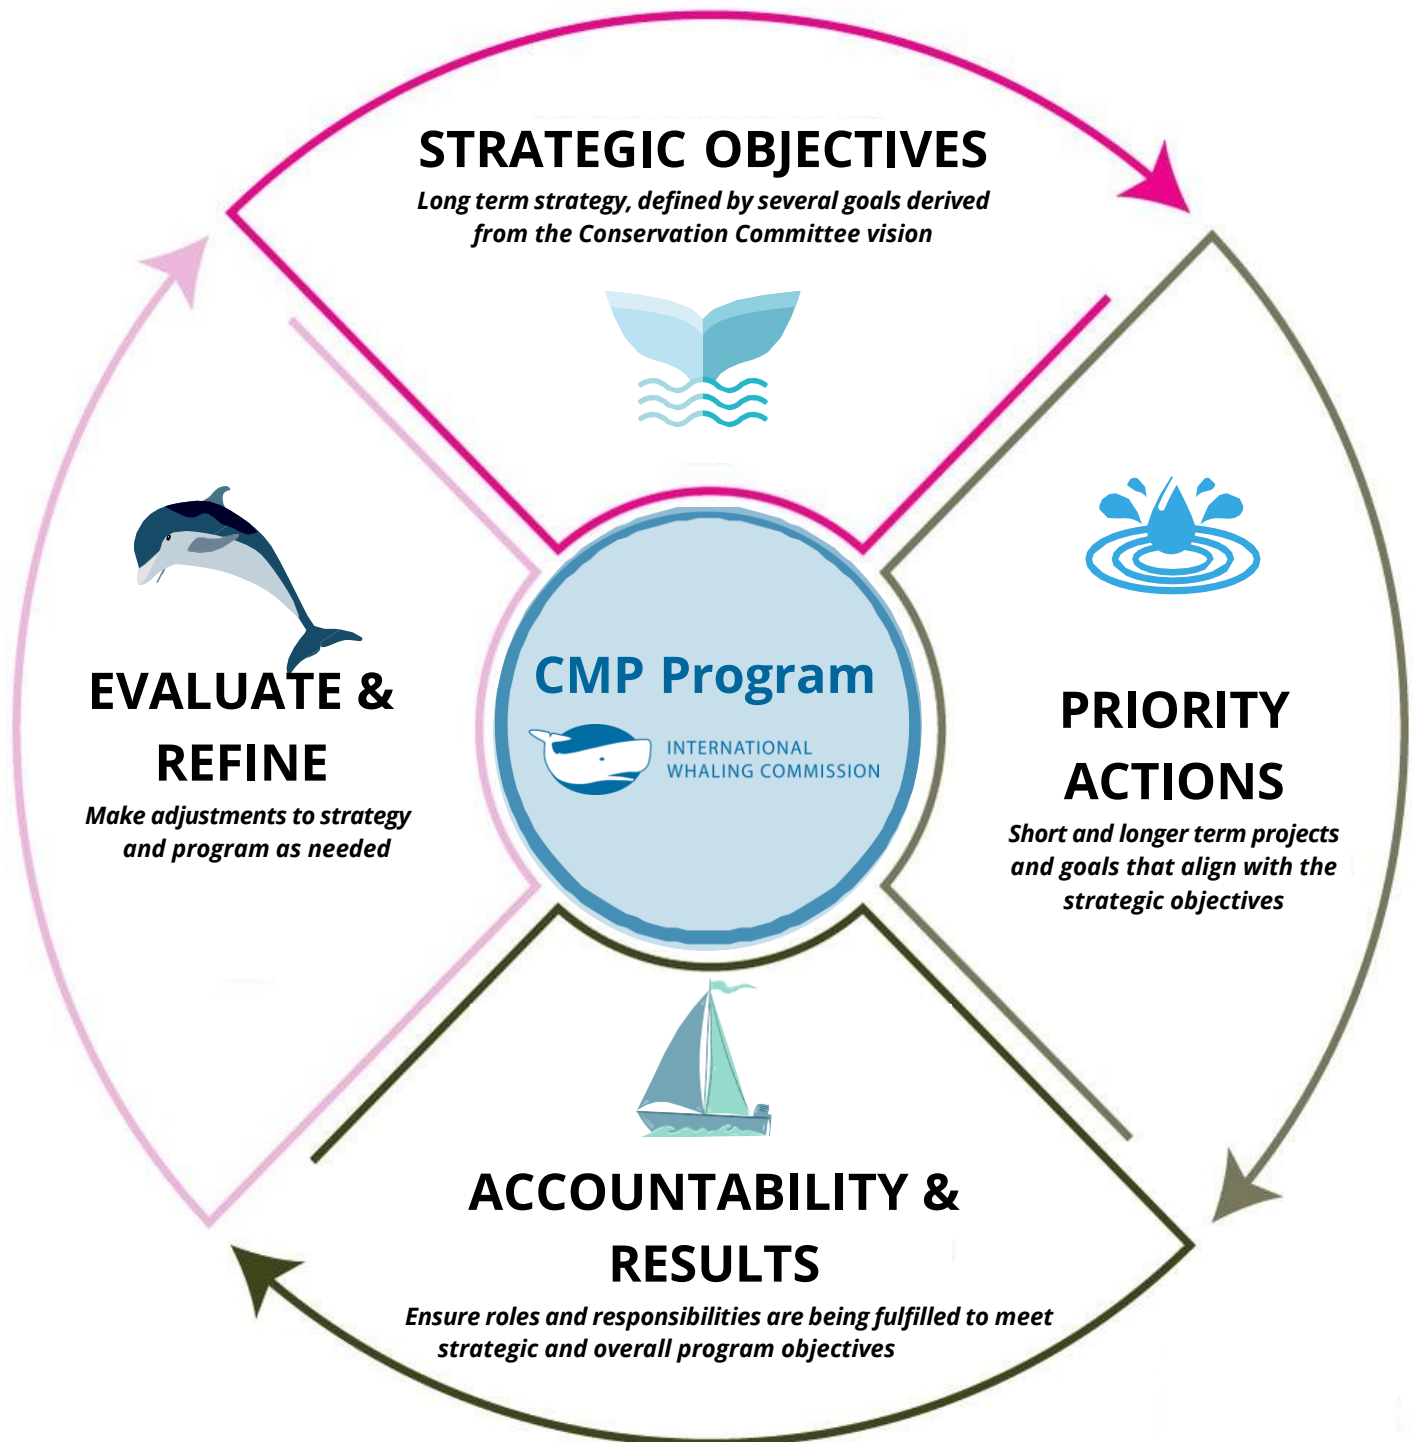 STRATEGIC OBJECTIVES
Long term strategy, defined by several goals derived
from the Conservation Committee vision
EVALUATE &
REFINE
Make adjustments to strategy
and program as needed
CMP Program
INTERNATIONAL
WHALING COMMISSION
PRIORITY
ACTIONS
Short and longer term projects
and goals that align with the
strategic objectives
ACCOUNTABILITY &
RESULTS
Ensure roles and responsibilities are being fulfilled to meet
strategic and overall program objectives